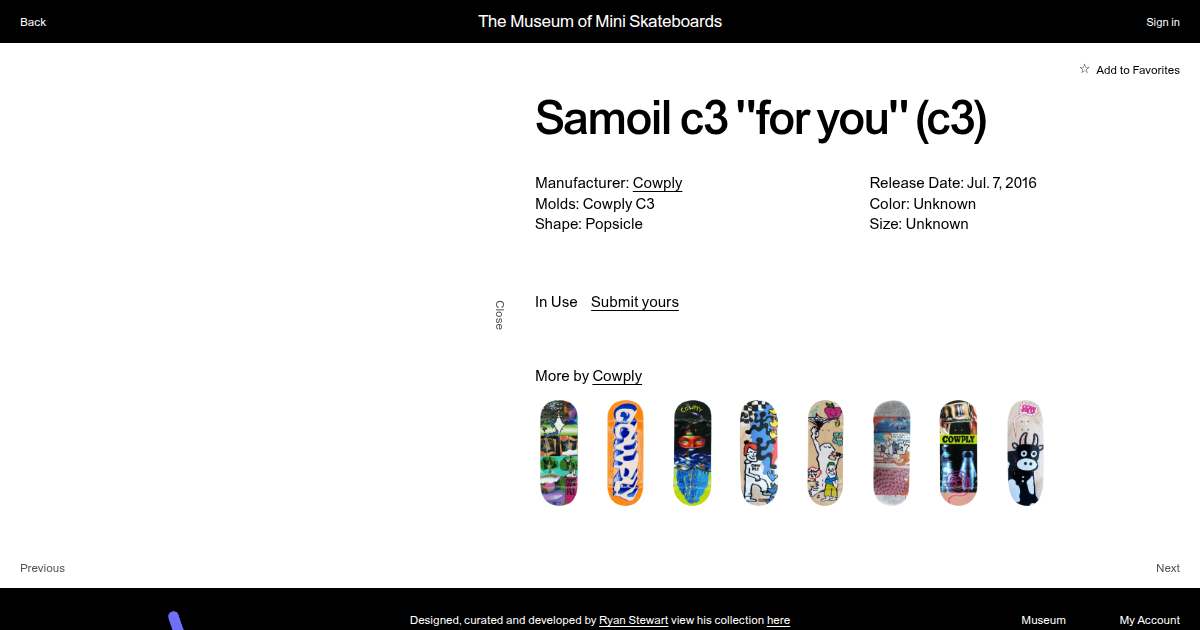 Back
The Museum of Mini Skateboards
Sign in
☆ Add to Favorites
Samoil c3 "for you" (c3)
Manufacturer: Cowply
Molds: Cowply C3
Shape: Popsicle
Release Date: Jul. 7, 2016
Color: Unknown
Size: Unknown
Close
In Use Submit yours
More by Cowply
COWPLY
COWPLY
Previous
Next
Designed, curated and developed by Ryan Stewart view his collection here
Museum
My Account